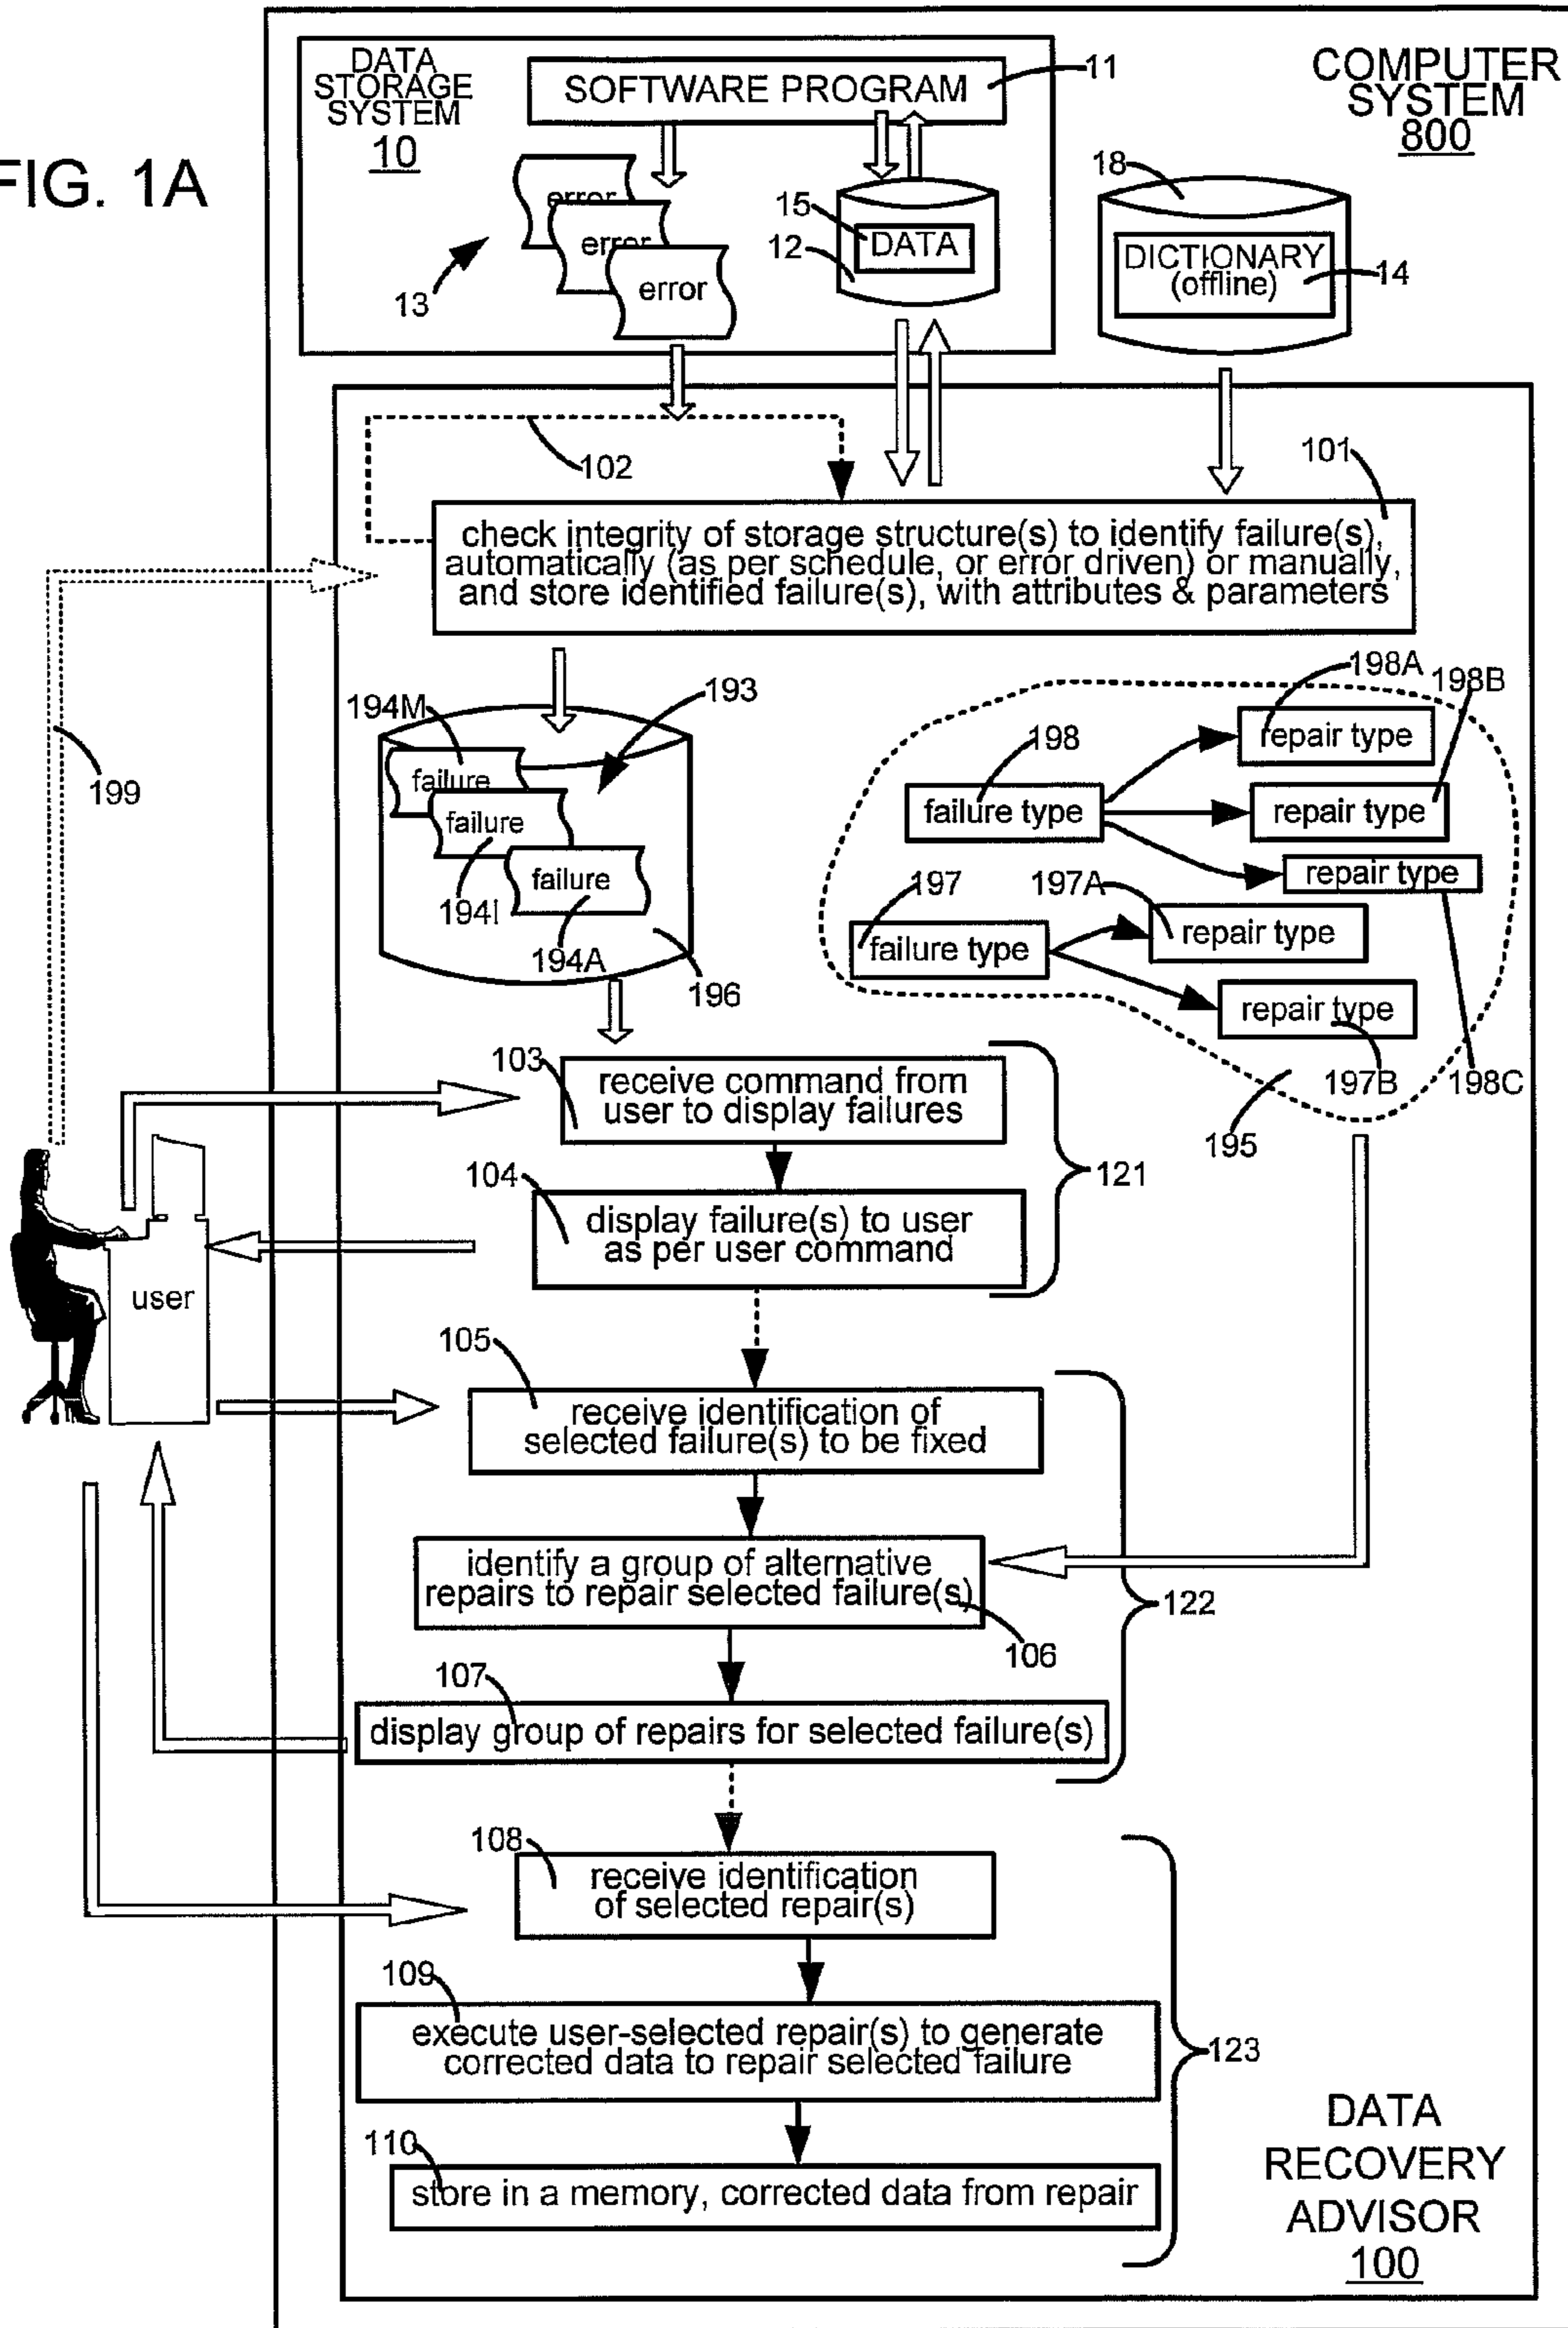 FIG. 1A
COMPUTER
SYSTEM
800
DATA
STORAGE
SYSTEM
10
SOFTWARE PROGRAM
11
error
error
error
13
15
DATA
12
18
DICTIONARY
(offline)
14
102
101
check integrity of storage structure(s) to identify failure(s),
automatically (as per schedule, or error driven) or manually,
and store identified failure(s), with attributes & parameters
199
194M
193
failure
failure
194I
failure
194A
196
198A
198B
198
repair type
failure type
repair type
repair type
197
197A
failure type
repair type
repair type
197B
198C
195
103
receive command from
user to display failures
121
104
display failure(s) to user
as per user command
user
105
receive identification of
selected failure(s) to be fixed
identify a group of alternative
repairs to repair selected failure(s)
122
106
107
display group of repairs for selected failure(s)
108
receive identification
of selected repair(s)
109
execute user-selected repair(s) to generate
corrected data to repair selected failure
123
110
store in a memory, corrected data from repair
DATA
RECOVERY
ADVISOR
100